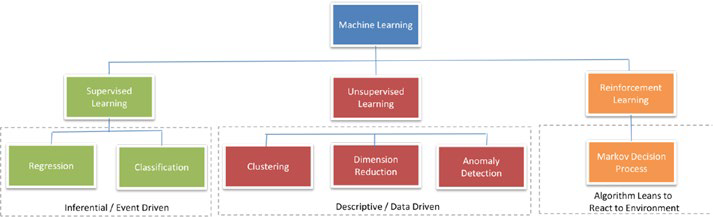 Machine Learning
Supervised
Learning
Unsupervised
Learning
Reinforcement
Learning
Regression
Classification
Clustering
Dimension
Reduction
Anomaly
Detection
Markov Decision
Process
Inferential / Event Driven
Descriptive / Data Driven
Algorithm Leans to
React to Environment